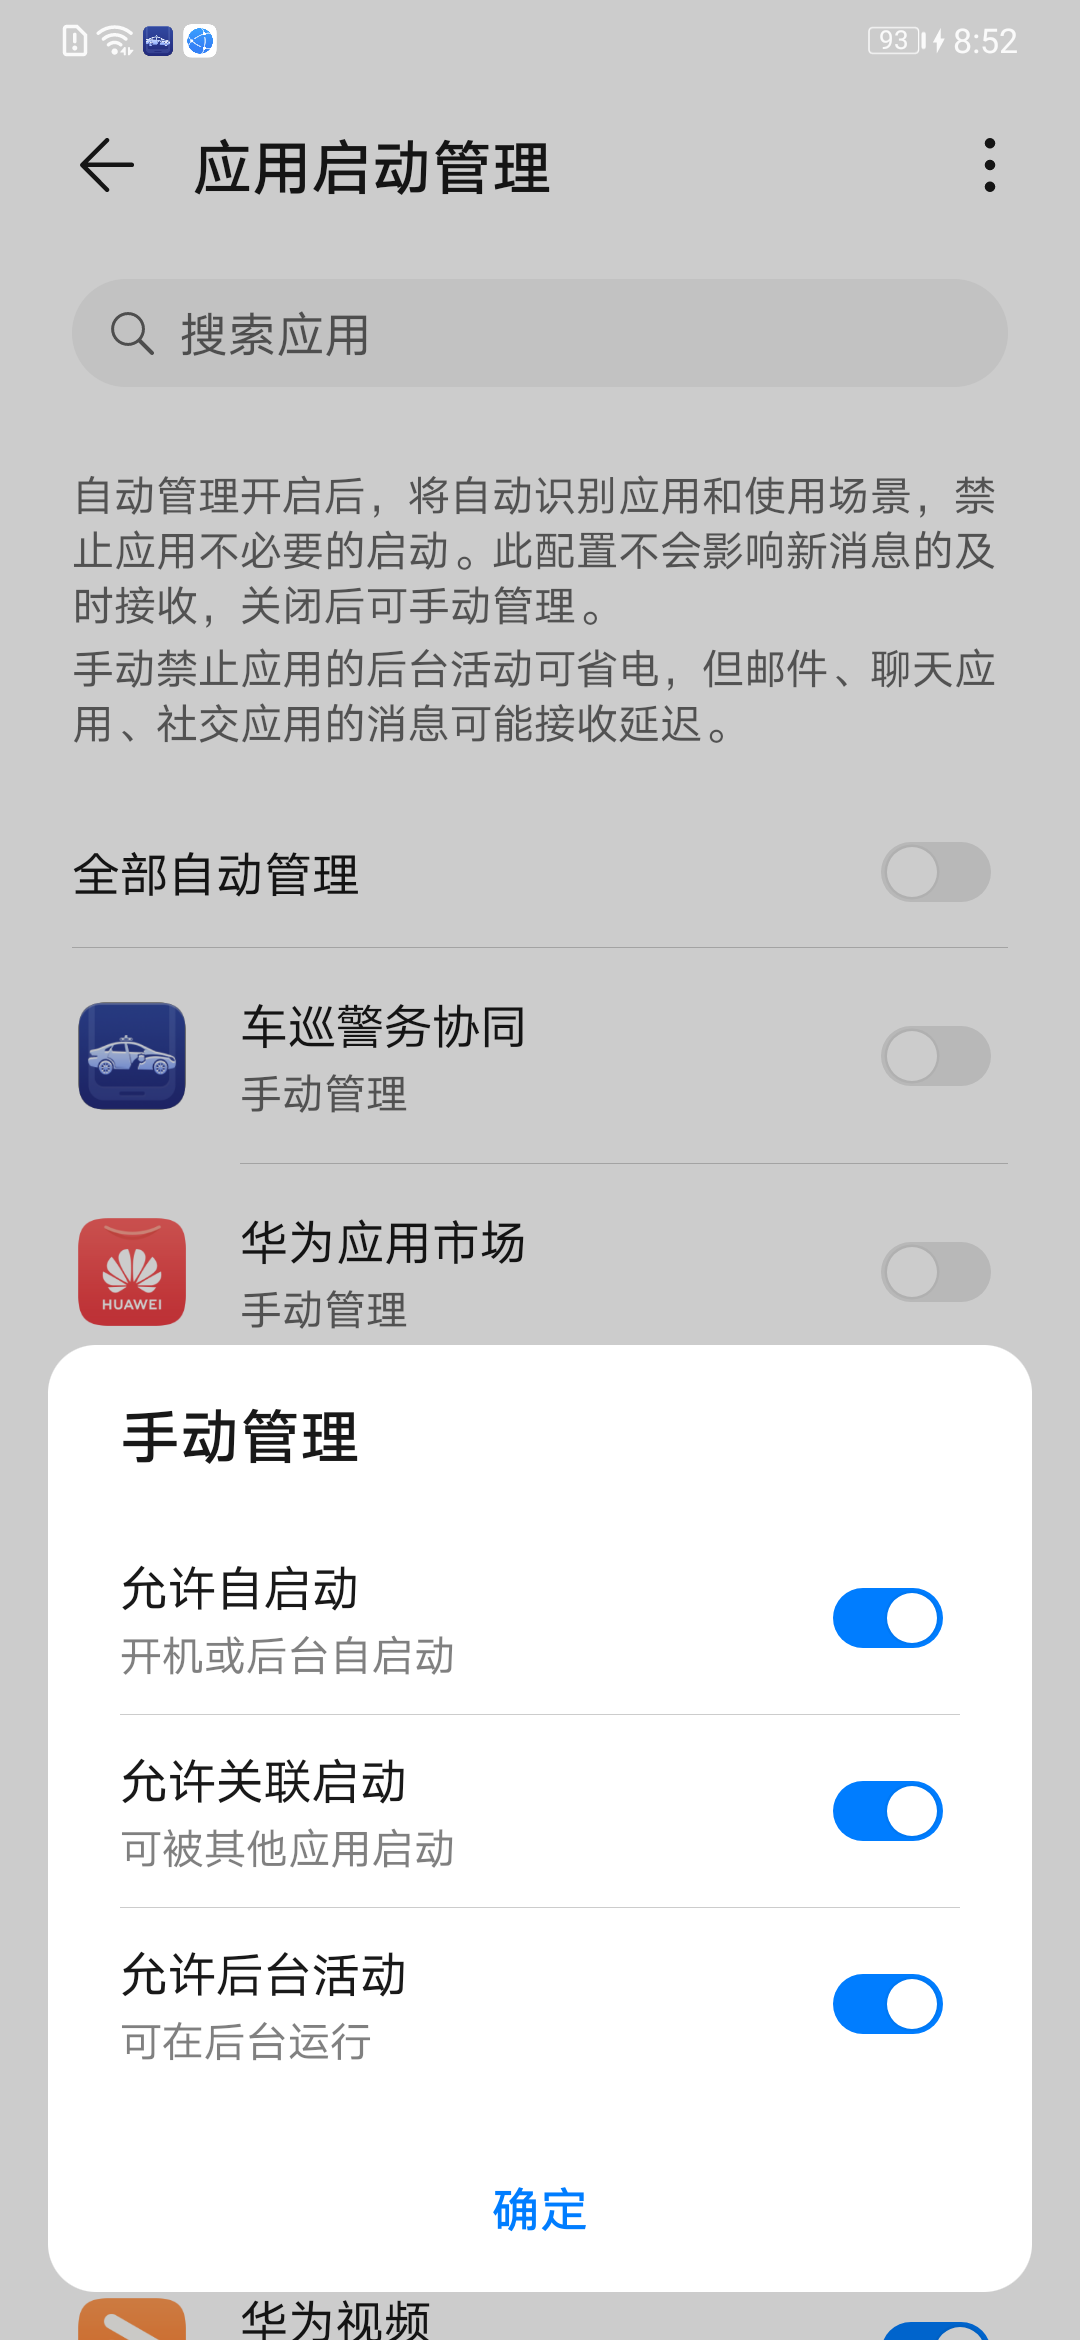 93 8:52
应用启动管理
搜索应用
自动管理开启后，将自动识别应用和使用场景，禁
止应用不必要的启动。此配置不会影响新消息的及
时接收，关闭后可手动管理。
手动禁止应用的后台活动可省电，但邮件、聊天应
用、社交应用的消息可能接收延迟。
全部自动管理
车巡警务协同
手动管理
华为应用市场
HUAWEI
手动管理
手动管理
允许自启动
开机或后台自启动
允许关联启动
可被其他应用启动
允许后台活动
可在后台运行
确定
华为视频